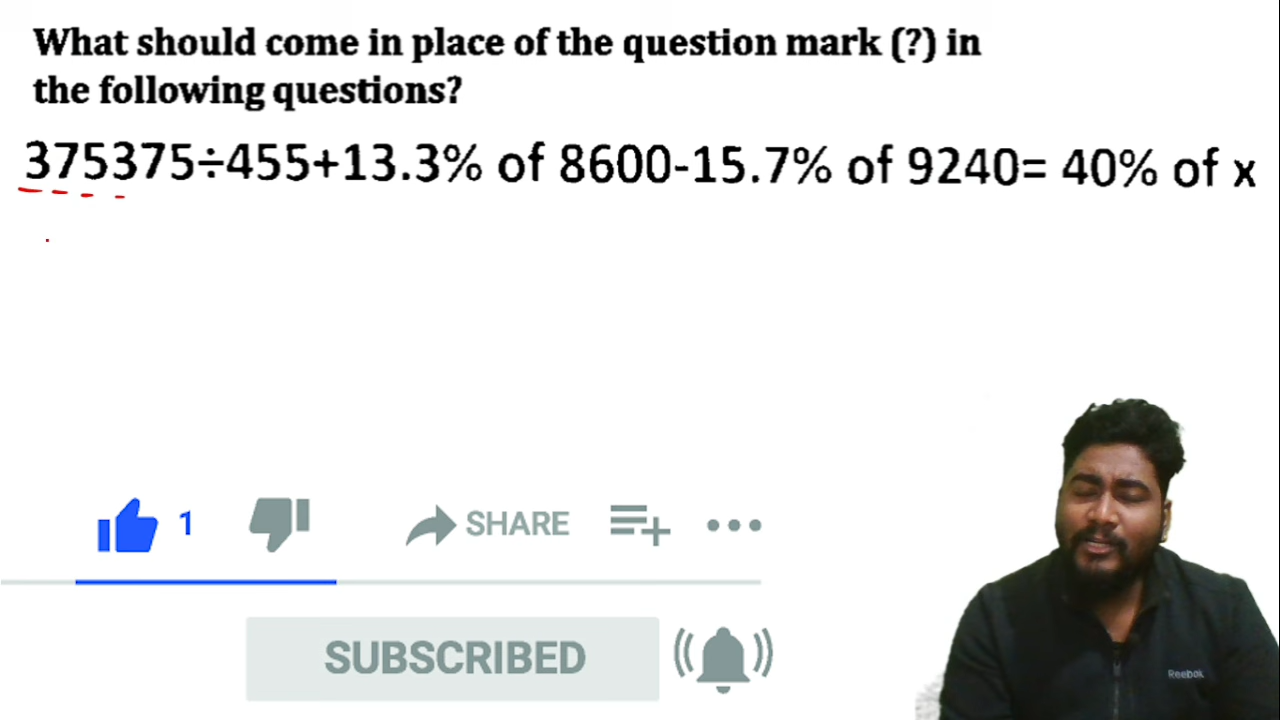 What should come in place of the question mark (?) in
the following questions?
375375÷455+13.3% of 8600-15.7% of 9240= 40% of x
1
SHARE
SUBSCRIBED
Reebok